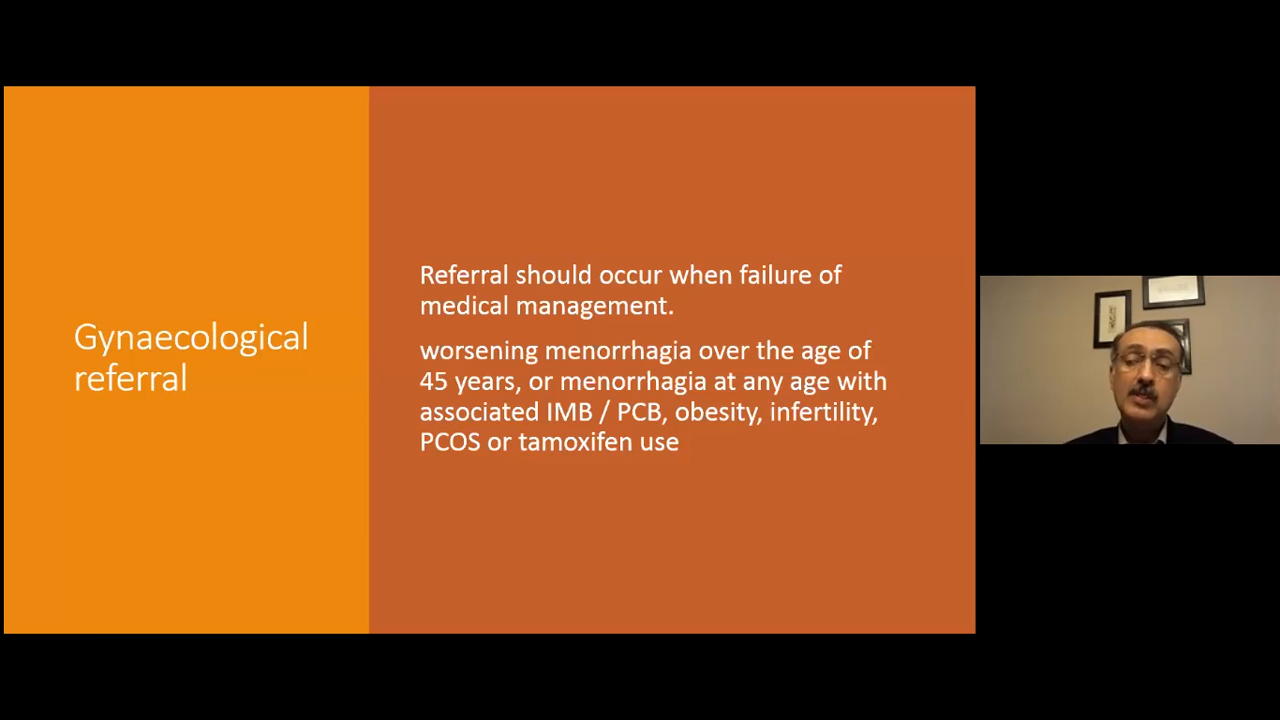 Gynaecological
referral
Referral should occur when failure of
medical management.
worsening menorrhagia over the age of
45 years, or menorrhagia at any age with
associated IMB / PCB, obesity, infertility,
PCOS or tamoxifen use